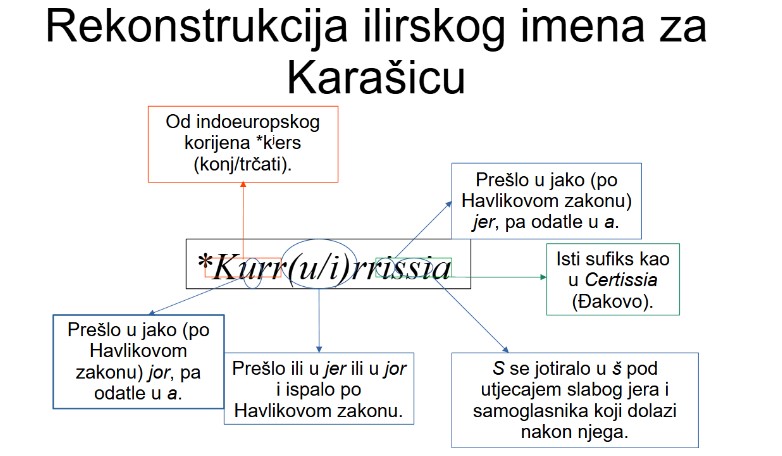 Rekonstrukcija ilirskog imena za
Karašicu
Od indoeuropskog
korijena *kʲers
(konj/trčati).
Prešlo u jako (po
Havlikovom zakonu)
jer, pa odatle u a.
*Kurr(u/i)rrissia
Isti sufiks kao
u Certissia
(Đakovo).
Prešlo u jako (po
Havlikovom
zakonu) jor, pa
odatle u a.
Prešlo ili u jer ili u jor
i ispalo po
Havlikovom zakonu.
S se jotiralo u š pod
utjecajem slabog jera i
samoglasnika koji dolazi
nakon njega.